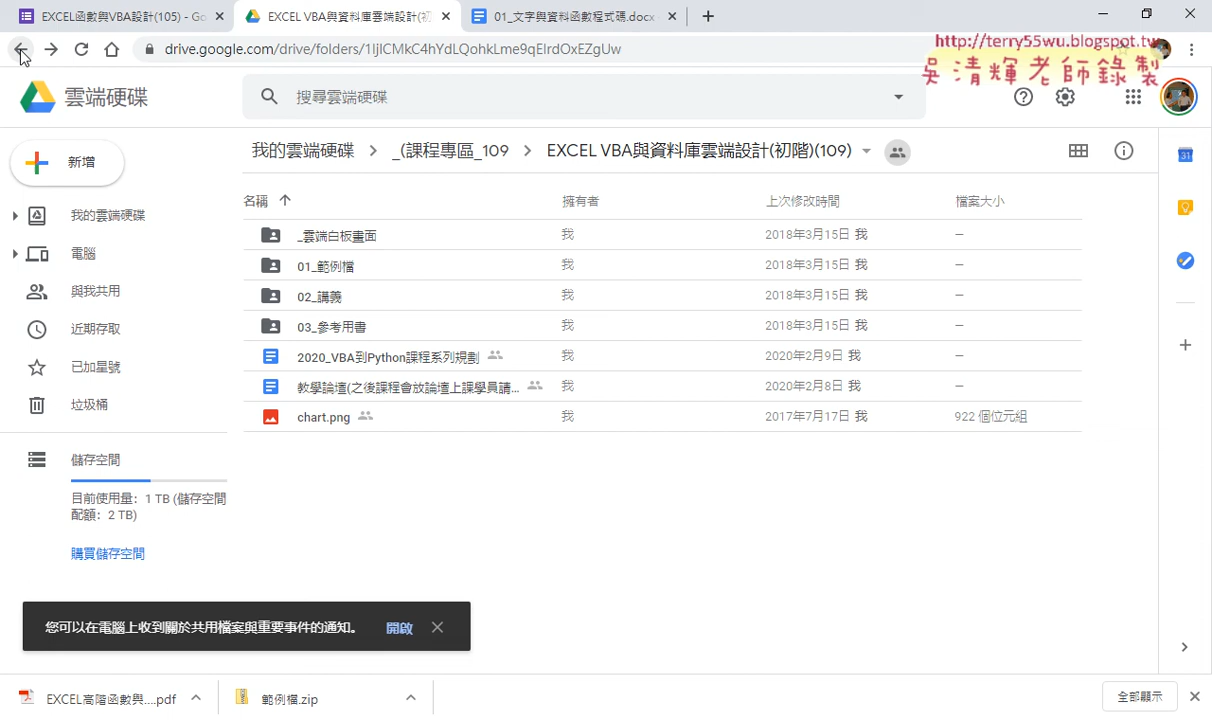 EXCEL函數與VBA設計(105) - Go
EXCEL VBA與資料庫雲端設計(初
01_文字與資料函數程式碼.docx
drive.google.com/drive/folders/1IjICMkC4hYdLQohkLme9qEIrdOxEZgUw
http://terry55wu.blogspot.tw
吳清輝老師錄製
雲端硬碟
搜尋雲端硬碟
新增
我的雲端硬碟
電腦
與我共用
近期存取
已加星號
垃圾桶
儲存空間
目前使用量：1 TB (儲存空間
配額：2 TB)
購買儲存空間
我的雲端硬碟 > _(課程專區_109 > EXCEL VBA與資料庫雲端設計(初階)(109)
名稱 擁有者 上次修改時間 檔案大小
_雲端白板畫面 我 2018年3月15日 我 —
01_範例檔 我 2018年3月15日 我 —
02_講義 我 2018年3月15日 我 —
03_參考用書 我 2018年3月15日 我 —
2020_VBA到Python課程系列規劃 我 2020年2月9日 我 —
教學論壇(之後課程會放論壇上課學員請... 我 2020年2月8日 我 —
chart.png 我 2017年7月17日 我 922 個位元組
31
您可以在電腦上收到關於共用檔案與重要事件的通知。 開啟
EXCEL高階函數與....pdf
範例檔.zip
全部顯示